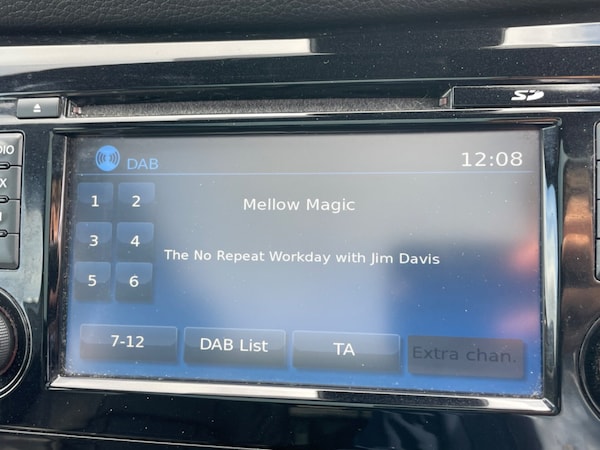 SD
DIO
DAB
12:08
1 2
Mellow Magic
3 4
The No Repeat Workday with Jim Davis
5 6
7-12
DAB List
TA
Extra chan.